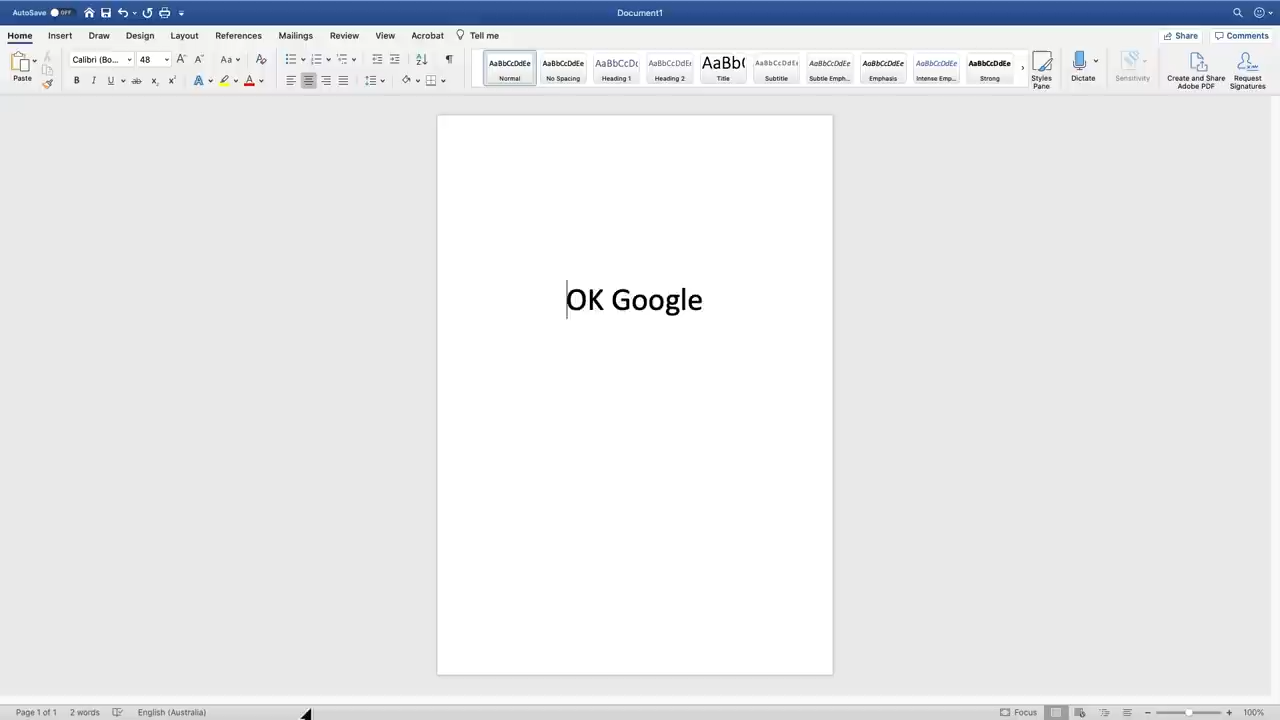 AutoSave OFF
Document1
Home Insert Draw Design Layout References Mailings Review View Acrobat Tell me
Share Comments
Paste
Calibri (Bo... 48
AaBbCcDdEe AaBbCcDdEe AaBbCcDc AaBbCcDdEe AaBb( AaBbCcDdEe AaBbCcDdEe AaBbCcDdEe AaBbCcDdEe AaBbCcDdEe
Normal No Spacing Heading 1 Heading 2 Title Subtitle Subtle Emph... Emphasis Intense Emp... Strong
Styles Pane
Dictate
Sensitivity
Create and Share Adobe PDF
Request Signatures
OK Google
Page 1 of 1 2 words English (Australia) Focus 100%